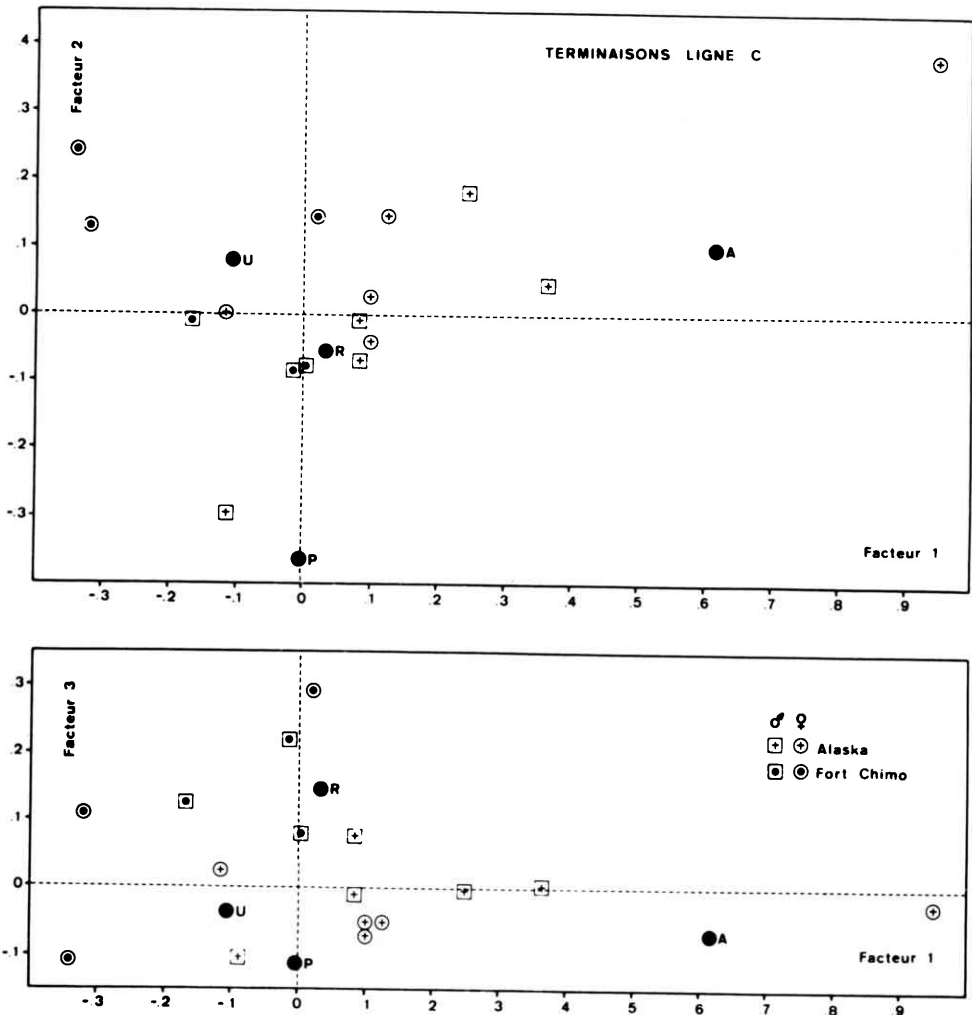 TERMINAISONS LIGNE C
Facteur 2
4
.3
.2
.1
0
-.1
-.2
-.3
U
A
R
P
Facteur 1
-.3
-.2
-.1
0
.1
.2
.3
.4
.5
.6
.7
.8
.9
Facteur 3
.3
.2
.1
0
-.1
♂ ♀
Alaska
Fort Chimo
R
U
P
A
Facteur 1
-.3
-.2
-.1
0
1
.2
.3
.4
.5
.6
.7
.8
.9